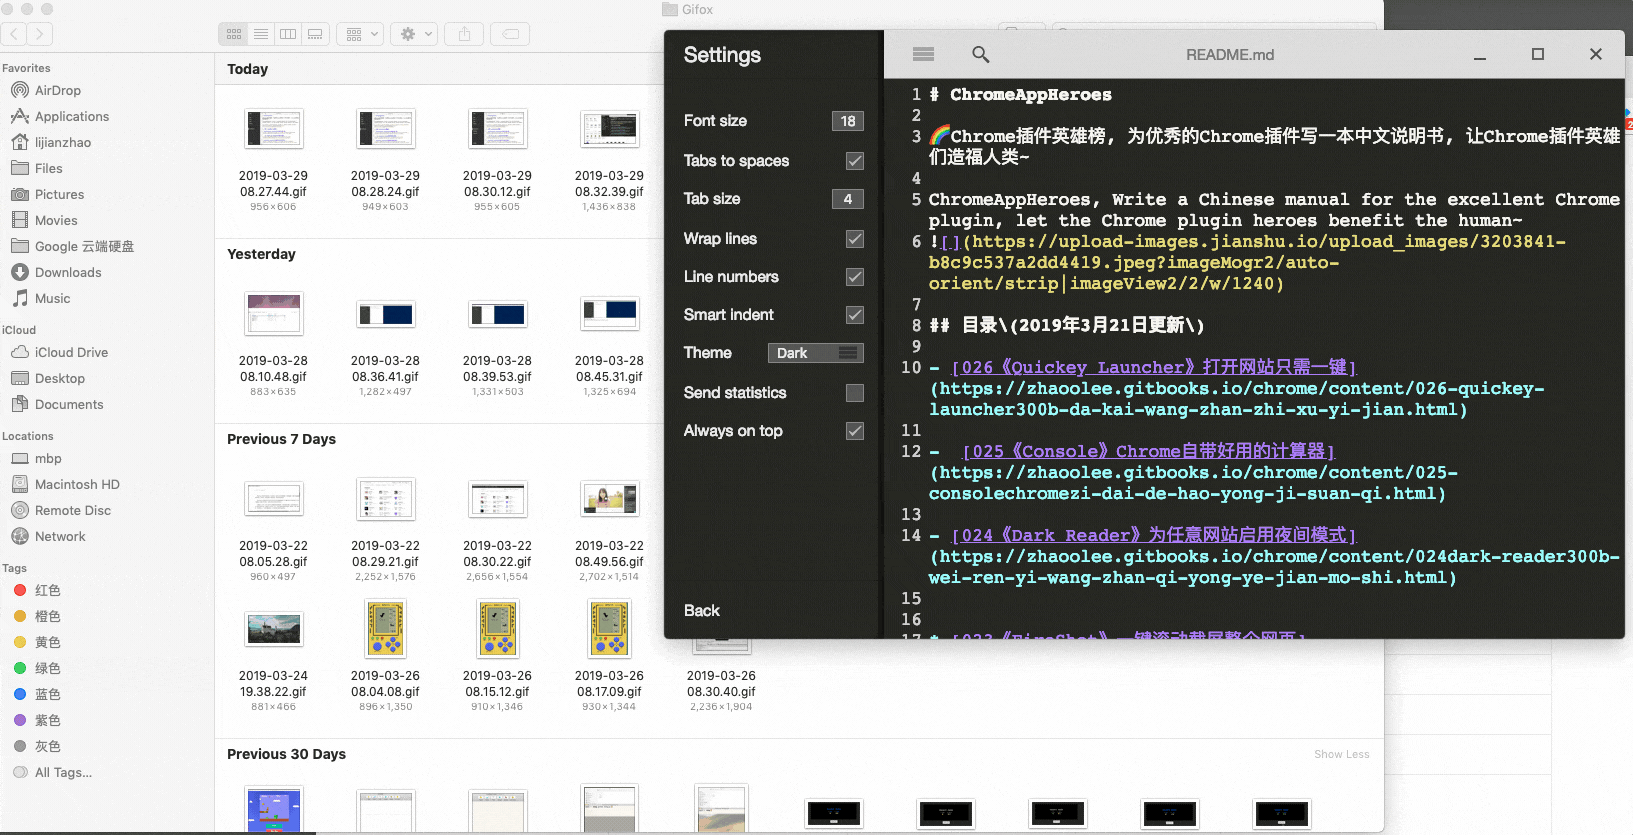 Gifox
Favorites
AirDrop
Applications
lijianzhao
Files
Pictures
Movies
Google 云端硬盘
Downloads
Music
iCloud
iCloud Drive
Desktop
Documents
Locations
mbp
Macintosh HD
Remote Disc
Network
Tags
红色
橙色
黄色
绿色
蓝色
紫色
灰色
All Tags...
Today
2019-03-29 08.27.44.gif
956×606
2019-03-29 08.28.24.gif
949×603
2019-03-29 08.30.12.gif
955×605
2019-03-29 08.32.39.gif
1,436×838
Yesterday
2019-03-28 08.10.48.gif
883×635
2019-03-28 08.36.41.gif
1,282×497
2019-03-28 08.39.53.gif
1,331×503
2019-03-28 08.45.31.gif
1,325×694
Previous 7 Days
2019-03-22 08.05.28.gif
960×497
2019-03-22 08.29.21.gif
2,252×1,576
2019-03-22 08.30.22.gif
2,656×1,554
2019-03-22 08.49.56.gif
2,702×1,514
2019-03-24 19.38.22.gif
881×466
2019-03-26 08.04.08.gif
896×1,350
2019-03-26 08.15.12.gif
910×1,346
2019-03-26 08.17.09.gif
930×1,344
2019-03-26 08.30.40.gif
2,236×1,904
Previous 30 Days
Show Less
Settings
Font size 18
Tabs to spaces
Tab size 4
Wrap lines
Line numbers
Smart indent
Theme Dark
Send statistics
Always on top
Back
README.md
1 # ChromeAppHeroes
2
3 🌈Chrome插件英雄榜, 为优秀的Chrome插件写一本中文说明书, 让Chrome插件英雄
们造福人类~
4
5 ChromeAppHeroes, Write a Chinese manual for the excellent Chrome
plugin, let the Chrome plugin heroes benefit the human~
6 ![](https://upload-images.jianshu.io/upload_images/3203841-
b8c9c537a2dd4419.jpeg?imageMogr2/auto-
orient/strip|imageView2/2/w/1240)
7
8 ## 目录\(2019年3月21日更新\)
9
10 - [026《Quickey Launcher》打开网站只需一键]
(https://zhaoolee.gitbooks.io/chrome/content/026-quickey-
launcher300b-da-kai-wang-zhan-zhi-xu-yi-jian.html)
11
12 - [025《Console》Chrome自带好用的计算器]
(https://zhaoolee.gitbooks.io/chrome/content/025-
consolechromezi-dai-de-hao-yong-ji-suan-qi.html)
13
14 - [024《Dark Reader》为任意网站启用夜间模式]
(https://zhaoolee.gitbooks.io/chrome/content/024dark-reader300b-
wei-ren-yi-wang-zhan-qi-yong-ye-jian-mo-shi.html)
15
16
17 * [023《FireShot》一键滚动截屏整个网页]
2